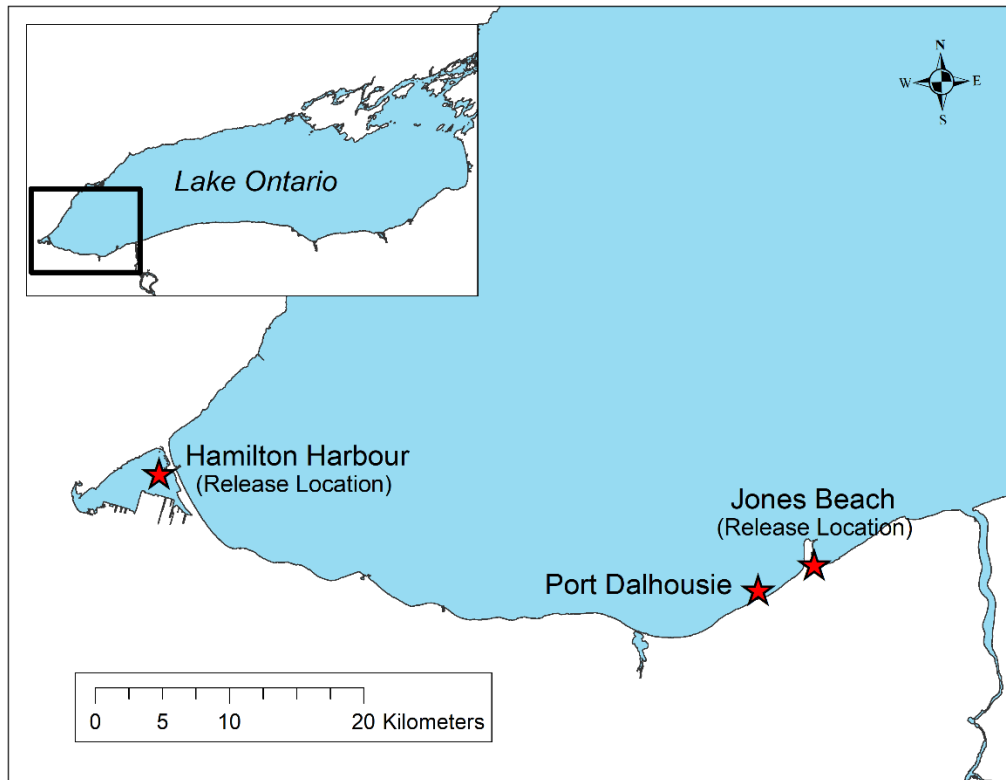 Lake Ontario
N
W E
S
Hamilton Harbour
(Release Location)
Jones Beach
(Release Location)
Port Dalhousie
0 5 10 20 Kilometers